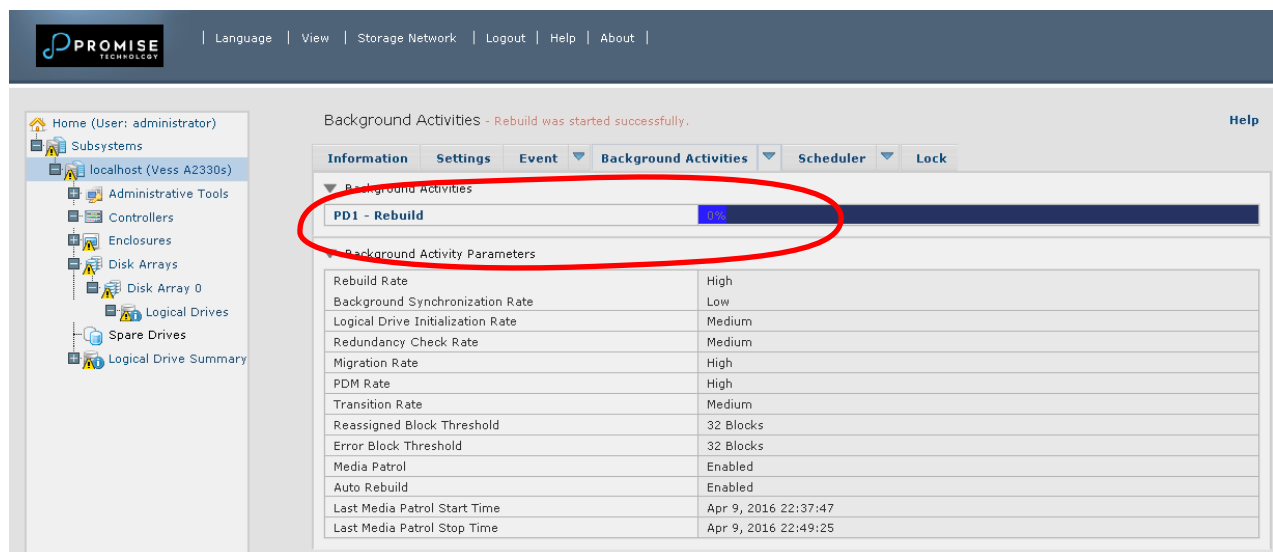 PROMISE
TECHNOLOGY
| Language | View | Storage Network | Logout | Help | About |
Home (User: administrator)
Subsystems
localhost (Vess A2330s)
Administrative Tools
Controllers
Enclosures
Disk Arrays
Disk Array 0
Logical Drives
Spare Drives
Logical Drive Summary
Background Activities - Rebuild was started successfully.
Help
Information Settings Event Background Activities Scheduler Lock
Background Activities
PD1 - Rebuild 0%
Background Activity Parameters
Rebuild Rate High
Background Synchronization Rate Low
Logical Drive Initialization Rate Medium
Redundancy Check Rate Medium
Migration Rate High
PDM Rate High
Transition Rate Medium
Reassigned Block Threshold 32 Blocks
Error Block Threshold 32 Blocks
Media Patrol Enabled
Auto Rebuild Enabled
Last Media Patrol Start Time Apr 9, 2016 22:37:47
Last Media Patrol Stop Time Apr 9, 2016 22:49:25